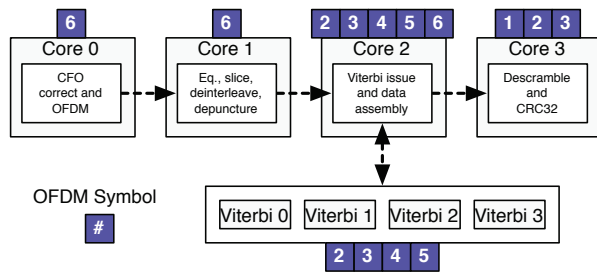 6
6
2 3 4 5 6
1 2 3
Core 0
Core 1
Core 2
Core 3
CFO
correct and
OFDM
Eq., slice,
deinterleave,
depuncture
Viterbi issue
and data
assembly
Descramble
and
CRC32
OFDM Symbol
#
Viterbi 0
Viterbi 1
Viterbi 2
Viterbi 3
2 3 4 5